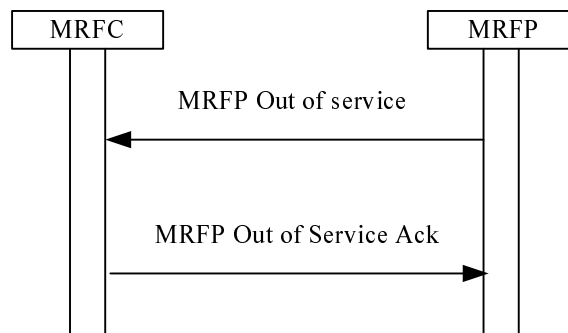 MRFC
MRFP
MRFP Out of service
MRFP Out of Service Ack